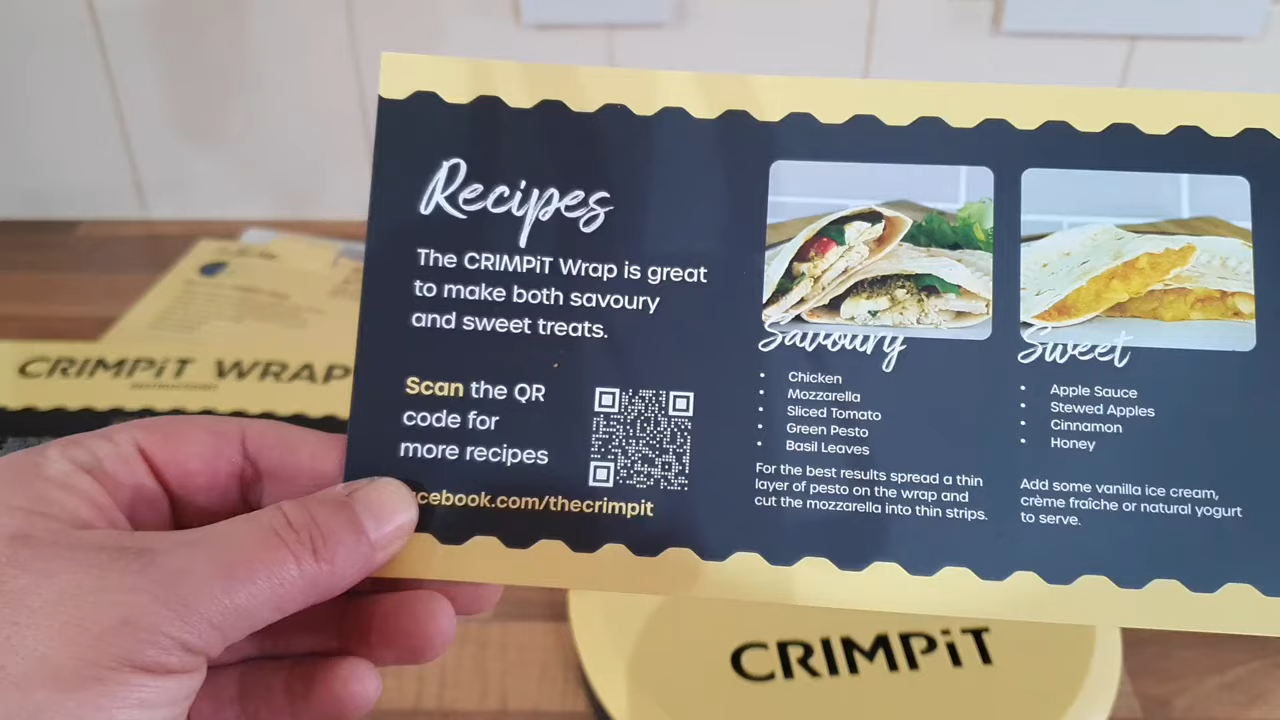 Recipes
The CRIMPiT Wrap is great
to make both savoury
and sweet treats.
Scan the QR
code for
more recipes
cebook.com/thecrimpit
Savoury
• Chicken
• Mozzarella
• Sliced Tomato
• Green Pesto
• Basil Leaves
For the best results spread a thin
layer of pesto on the wrap and
cut the mozzarella into thin strips.
Sweet
• Apple Sauce
• Stewed Apples
• Cinnamon
• Honey
Add some vanilla ice cream,
crème fraîche or natural yogurt
to serve.
CRIMPiT WRAP
CRIMPiT